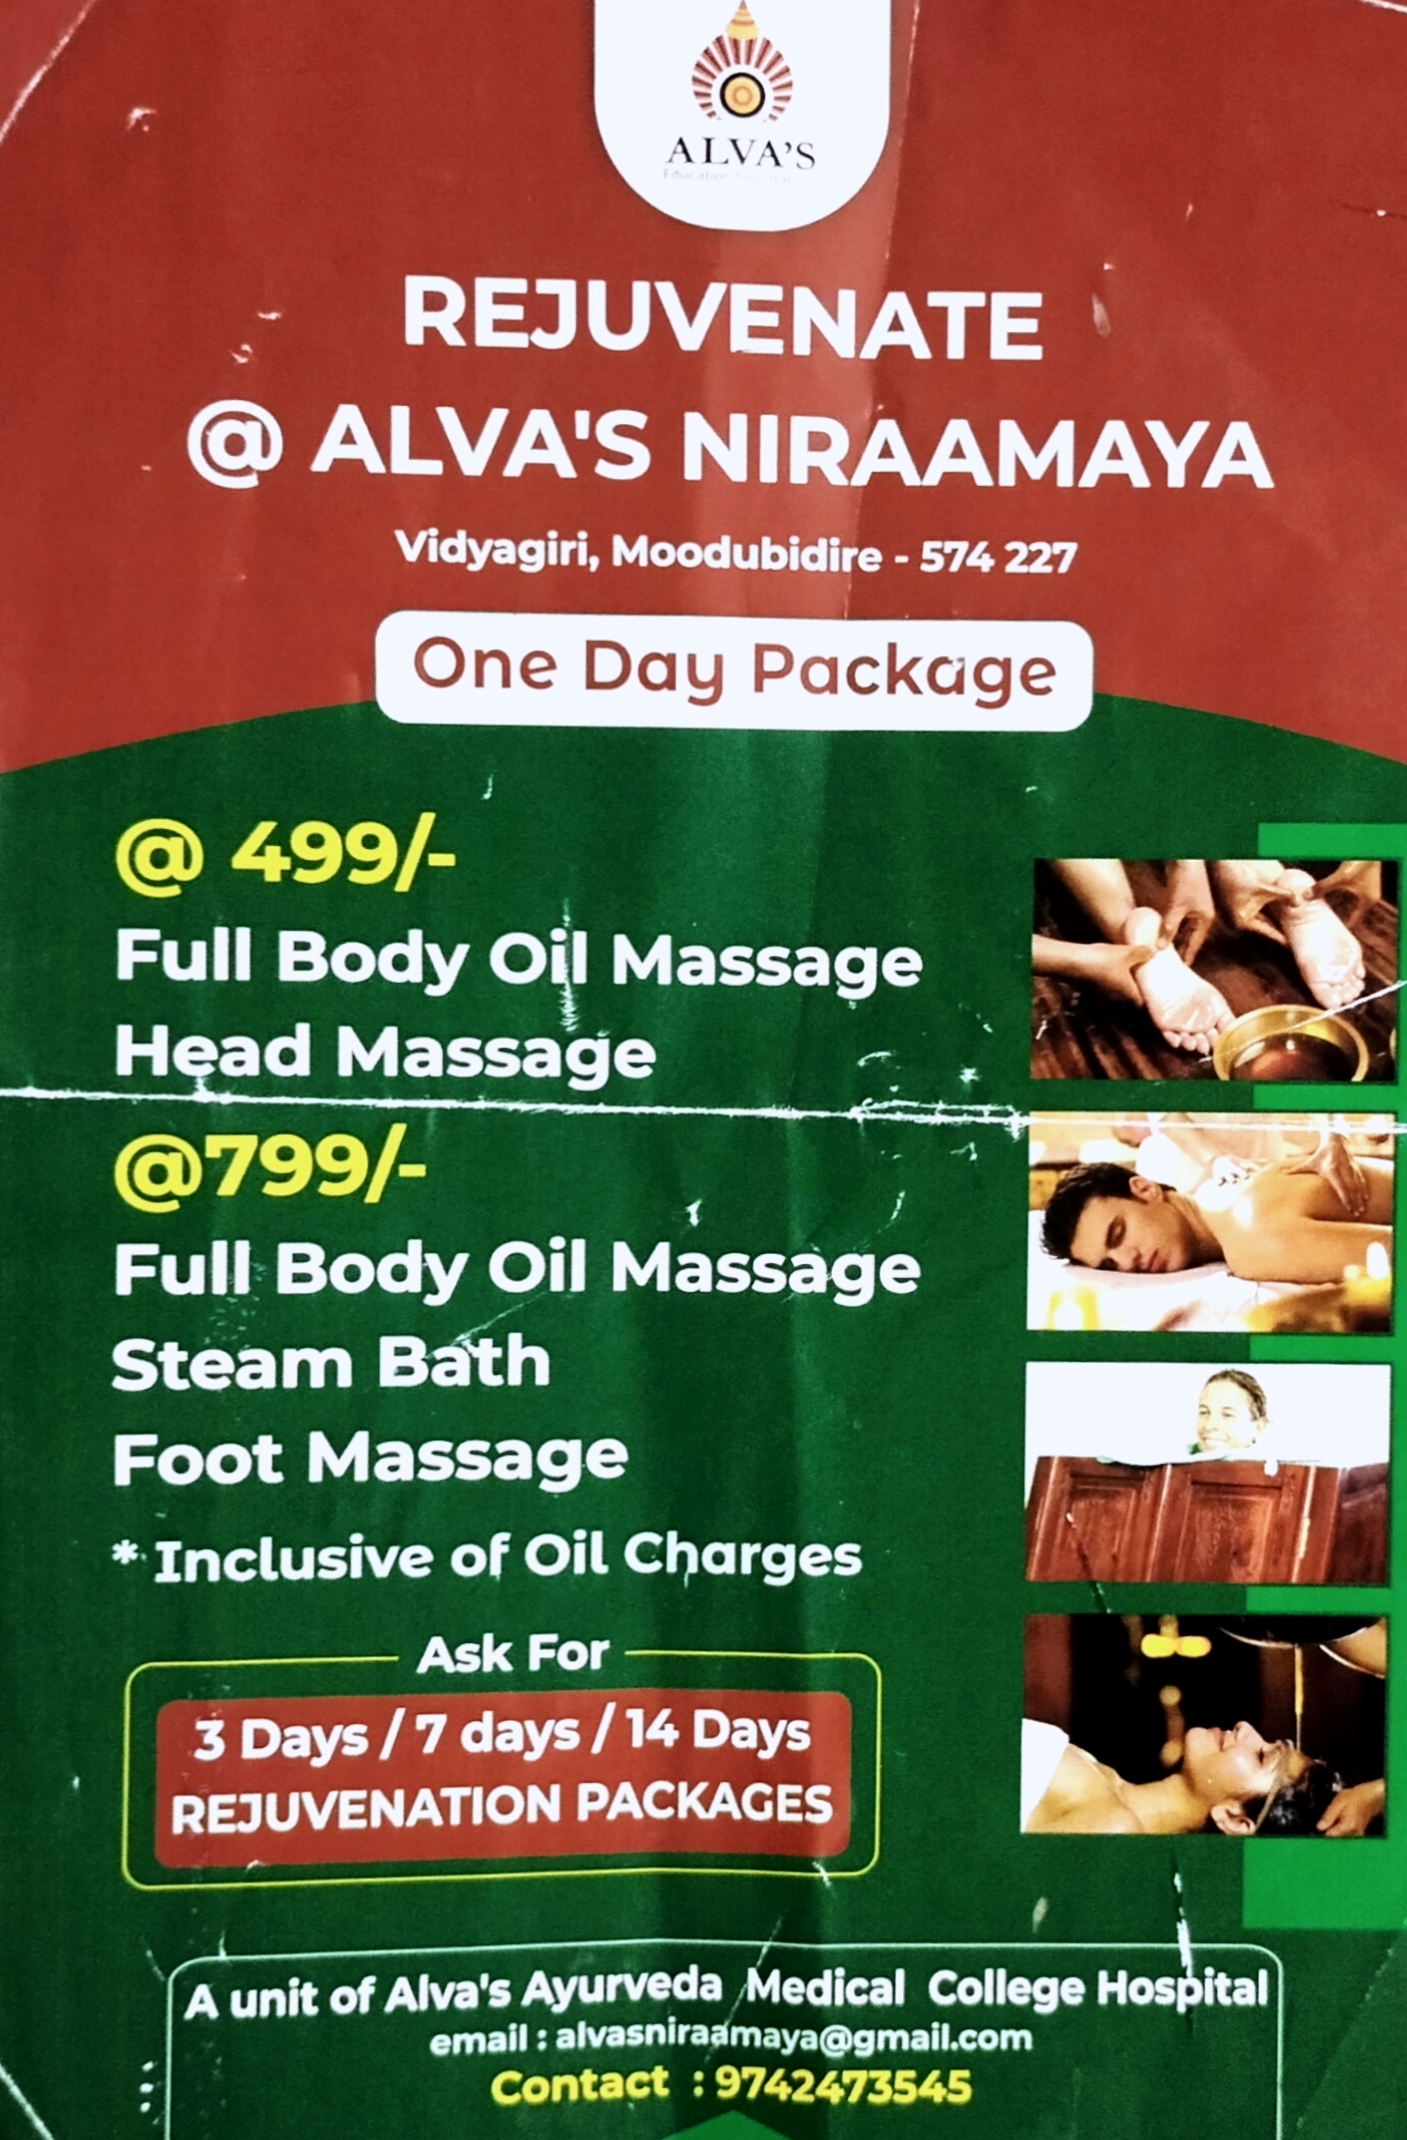 ALVA'S
Education Foundation
REJUVENATE
@ ALVA'S NIRAAMAYA
Vidyagiri, Moodubidire - 574 227
One Day Package
@ 499/-
Full Body Oil Massage
Head Massage
@799/-
Full Body Oil Massage
Steam Bath
Foot Massage
* Inclusive of Oil Charges
Ask For
3 Days / 7 days / 14 Days
REJUVENATION PACKAGES
A unit of Alva's Ayurveda Medical College Hospital
email : alvasniraamaya@gmail.com
Contact : 9742473545